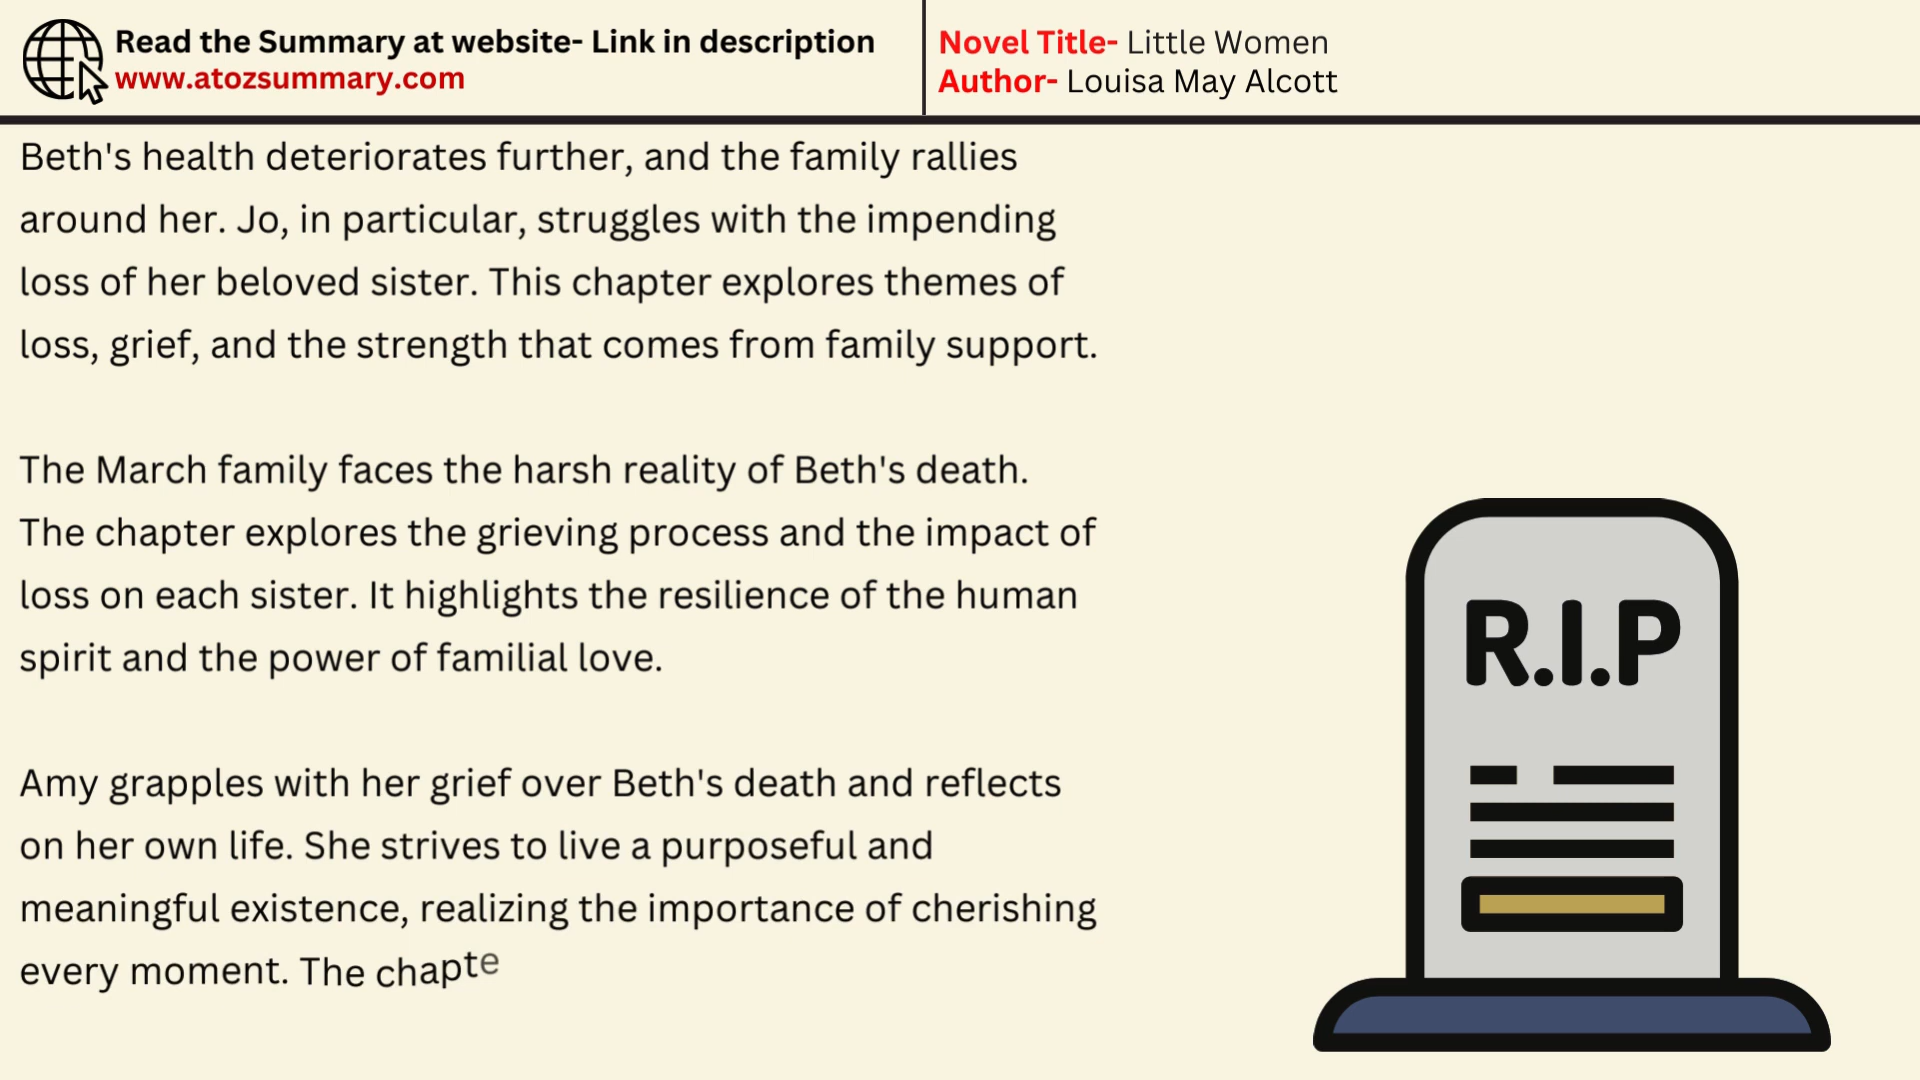 Read the Summary at website- Link in description
www.atozsummary.com
Novel Title- Little Women
Author- Louisa May Alcott
Beth's health deteriorates further, and the family rallies
around her. Jo, in particular, struggles with the impending
loss of her beloved sister. This chapter explores themes of
loss, grief, and the strength that comes from family support.
The March family faces the harsh reality of Beth's death.
The chapter explores the grieving process and the impact of
loss on each sister. It highlights the resilience of the human
spirit and the power of familial love.
Amy grapples with her grief over Beth's death and reflects
on her own life. She strives to live a purposeful and
meaningful existence, realizing the importance of cherishing
every moment. The chapte
R.I.P